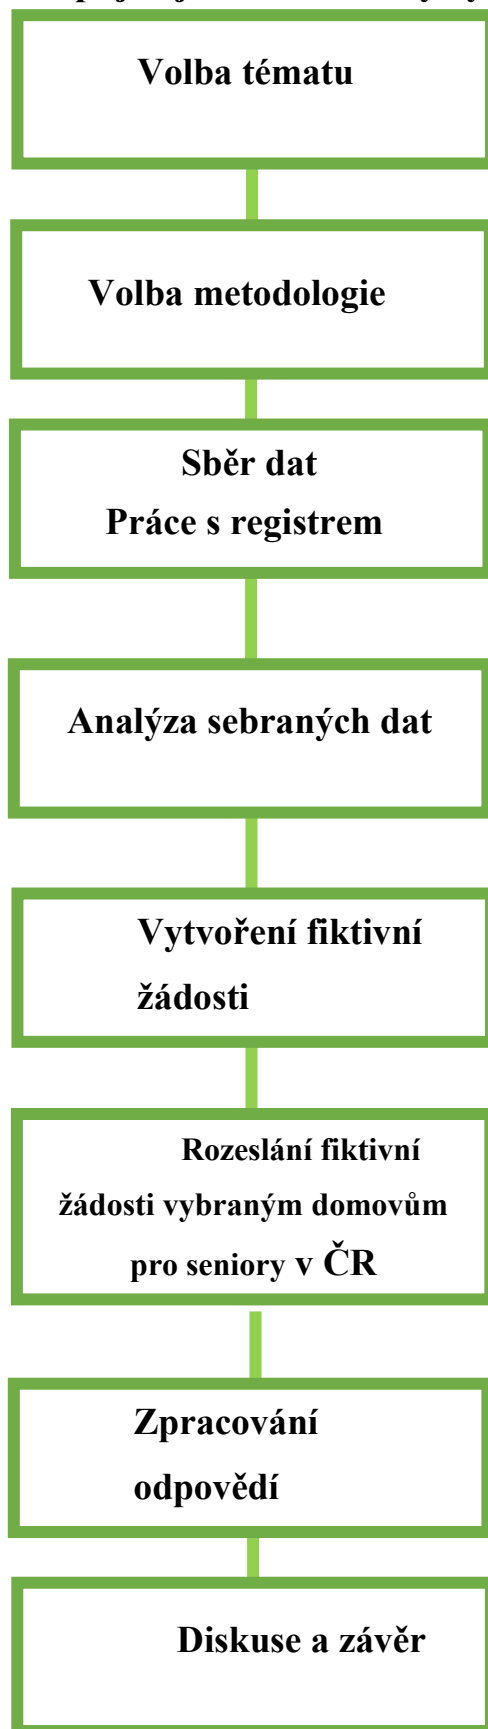 Volba tématu
Volba metodologie
Sběr dat
Práce s registrem
Analýza sebraných dat
Vytvoření fiktivní
žádosti
Rozeslání fiktivní
žádosti vybraným domovům
pro seniory v ČR
Zpracování
odpovědí
Diskuse a závěr